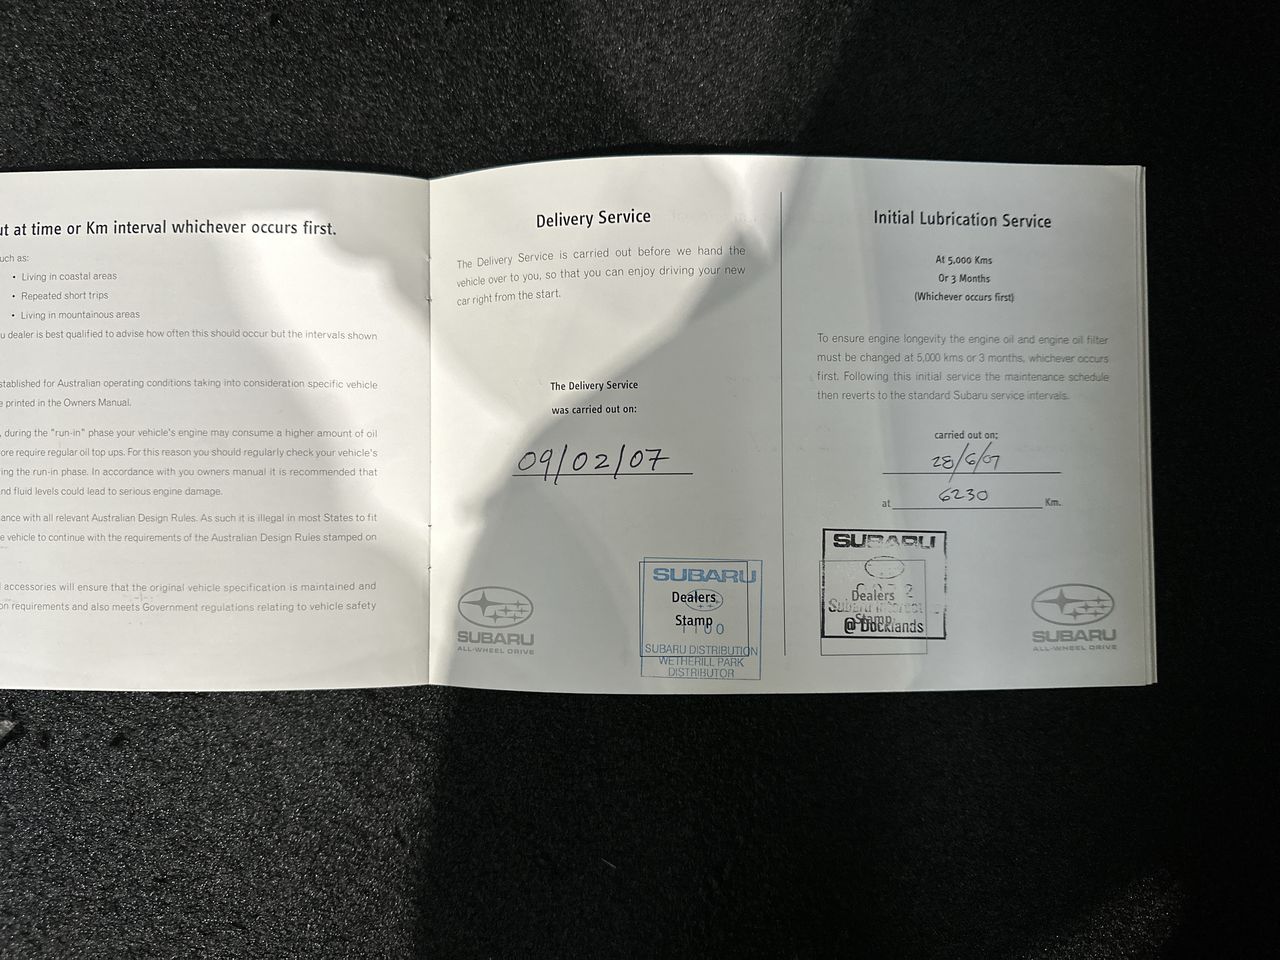 ut at time or Km interval whichever occurs first.
uch as:
• Living in coastal areas
• Repeated short trips
• Living in mountainous areas
u dealer is best qualified to advise how often this should occur but the intervals shown
stablished for Australian operating conditions taking into consideration specific vehicle
e printed in the Owners Manual.
, during the "run-in" phase your vehicle's engine may consume a higher amount of oil
ore require regular oil top ups. For this reason you should regularly check your vehicle's
ing the run-in phase. In accordance with you owners manual it is recommended that
nd fluid levels could lead to serious engine damage.
ance with all relevant Australian Design Rules. As such it is illegal in most States to fit
e vehicle to continue with the requirements of the Australian Design Rules stamped on
l accessories will ensure that the original vehicle specification is maintained and
on requirements and also meets Government regulations relating to vehicle safety
Delivery Service
The Delivery Service is carried out before we hand the
vehicle over to you, so that you can enjoy driving your new
car right from the start.
The Delivery Service
was carried out on:
09/02/07
SUBARU
ALL-WHEEL DRIVE
SUBARU
Dealers
Stamp
1100
SUBARU DISTRIBUTION
WETHERILL PARK
DISTRIBUTOR
Initial Lubrication Service
At 5,000 Kms
Or 3 Months
(Whichever occurs first)
To ensure engine longevity the engine oil and engine oil filter
must be changed at 5,000 kms or 3 months, whichever occurs
first. Following this initial service the maintenance schedule
then reverts to the standard Subaru service intervals.
carried out on:
28/6/07
at 6230 Km.
SUBARU
Dealers
Subaru
Stamp
@ Docklands
SUBARU
ALL-WHEEL DRIVE